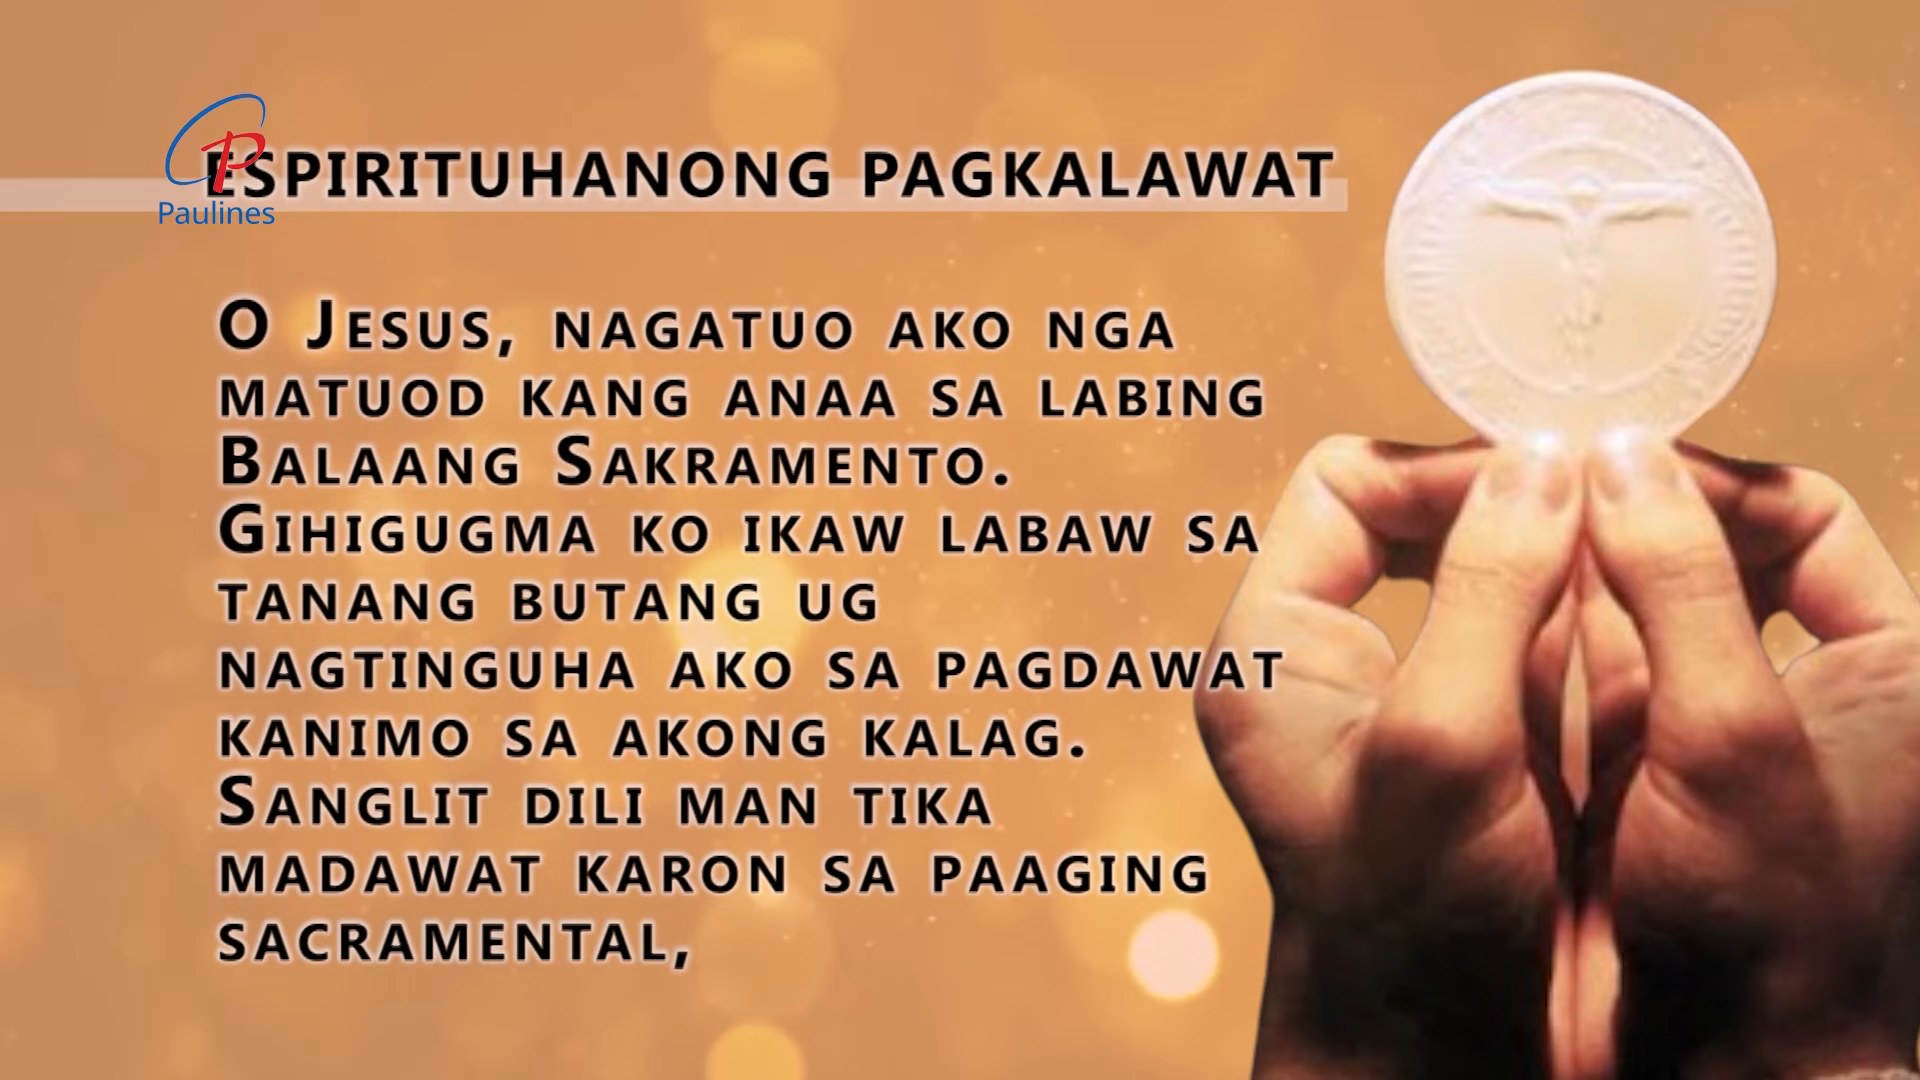 ESPIRITUHANONG PAGKALAWAT
Paulines
O JESUS, NAGATUO AKO NGA
MATUOD KANG ANAA SA LABING
BALAANG SAKRAMENTO.
GIHIGUGMA KO IKAW LABAW SA
TANANG BUTANG UG
NAGTINGUHA AKO SA PAGDAWAT
KANIMO SA AKONG KALAG.
SANGLIT DILI MAN TIKA
MADAWAT KARON SA PAAGING
SACRAMENTAL,